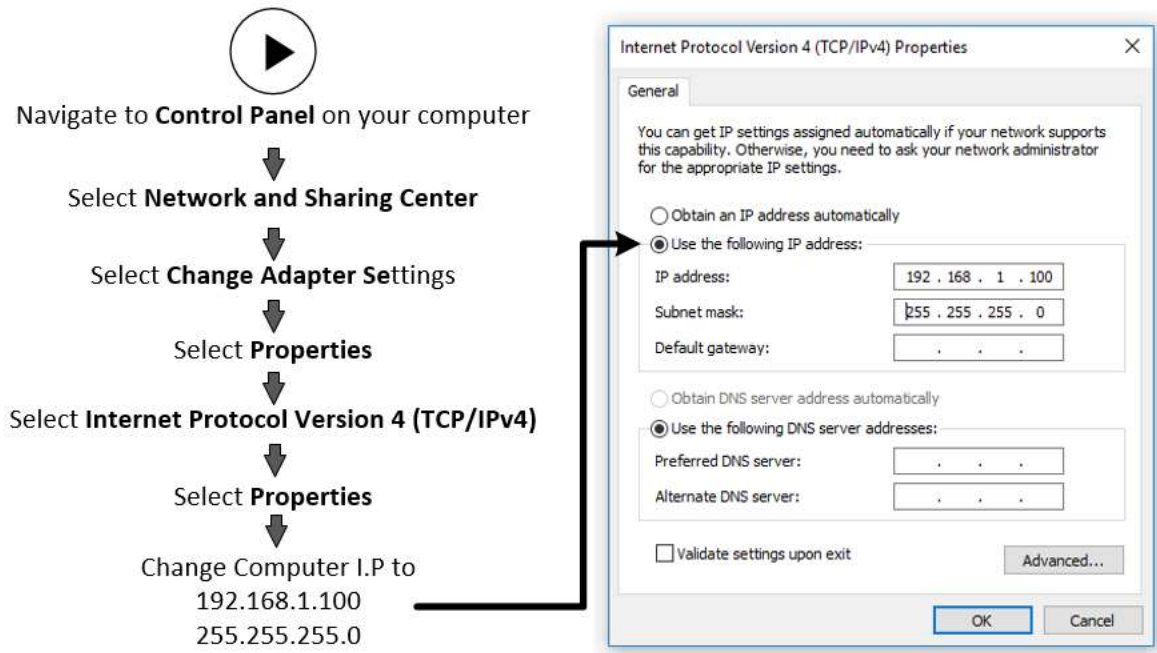 Navigate to Control Panel on your computer
Select Network and Sharing Center
Select Change Adapter Settings
Select Properties
Select Internet Protocol Version 4 (TCP/IPv4)
Select Properties
Change Computer I.P to
192.168.1.100
255.255.255.0
Internet Protocol Version 4 (TCP/IPv4) Properties
General
You can get IP settings assigned automatically if your network supports
this capability. Otherwise, you need to ask your network administrator
for the appropriate IP settings.
Obtain an IP address automatically
Use the following IP address:
IP address: 192 . 168 . 1 . 100
Subnet mask: 255 . 255 . 255 . 0
Default gateway: . . .
Obtain DNS server address automatically
Use the following DNS server addresses:
Preferred DNS server: . . .
Alternate DNS server: . . .
Validate settings upon exit
Advanced...
OK Cancel